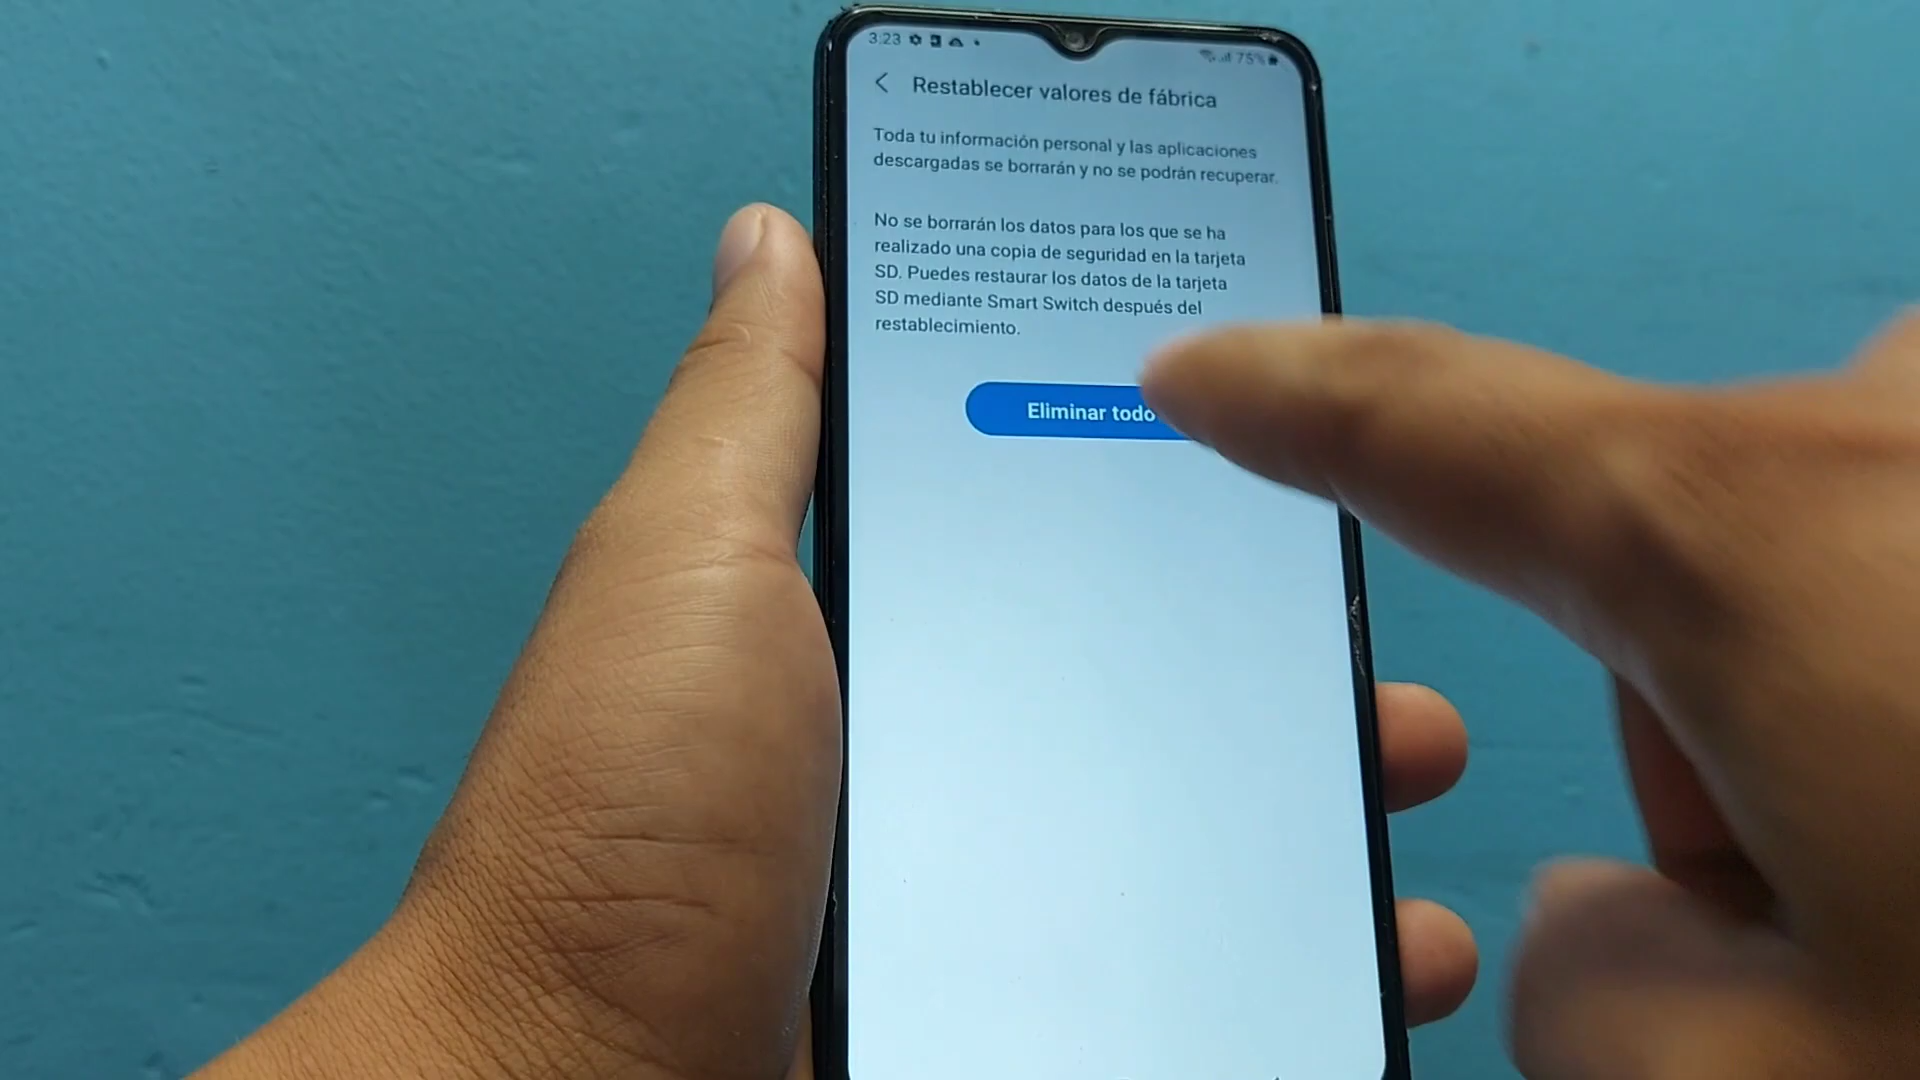 3:23
75%
Restablecer valores de fábrica
Toda tu información personal y las aplicaciones
descargadas se borrarán y no se podrán recuperar.
No se borrarán los datos para los que se ha
realizado una copia de seguridad en la tarjeta
SD. Puedes restaurar los datos de la tarjeta
SD mediante Smart Switch después del
restablecimiento.
Eliminar todo